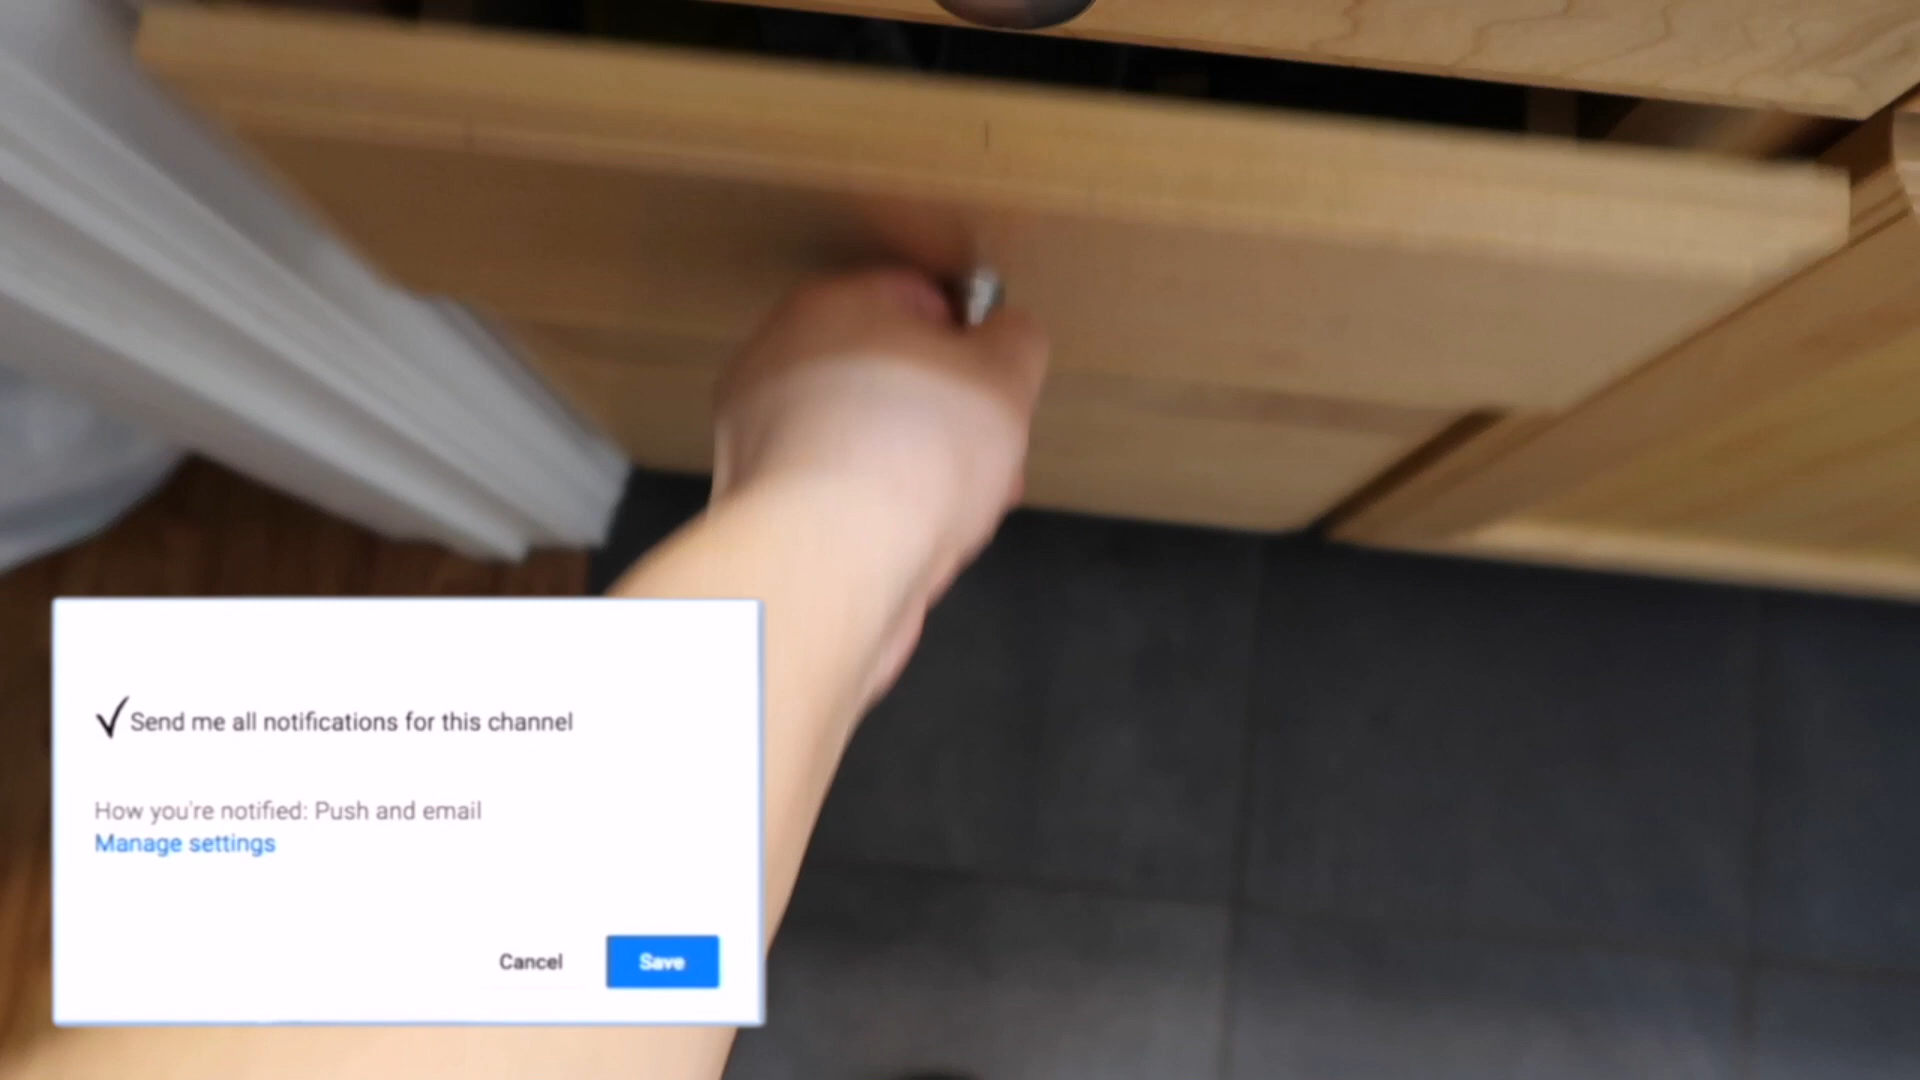 Send me all notifications for this channel
How you're notified: Push and email
Manage settings
Cancel
Save